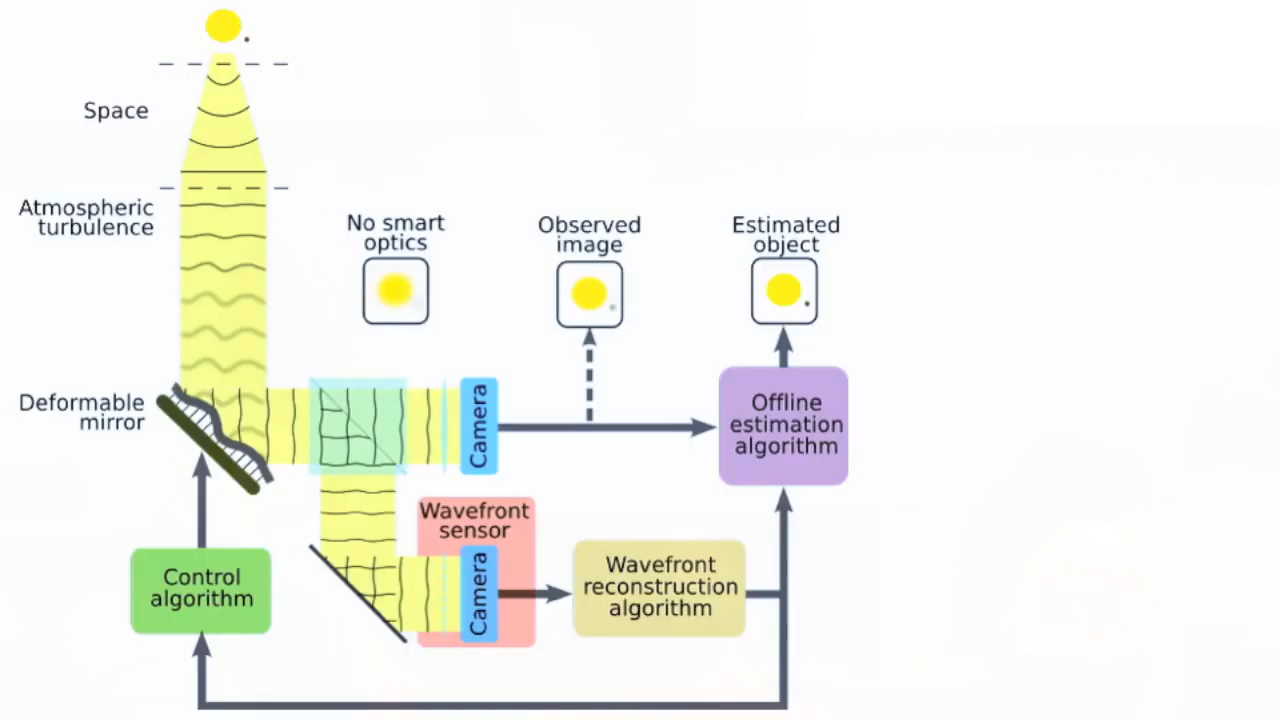 Space
Atmospheric
turbulence
No smart
optics
Observed
image
Estimated
object
Deformable
mirror
Camera
Offline
estimation
algorithm
Wavefront
sensor
Camera
Wavefront
reconstruction
algorithm
Control
algorithm